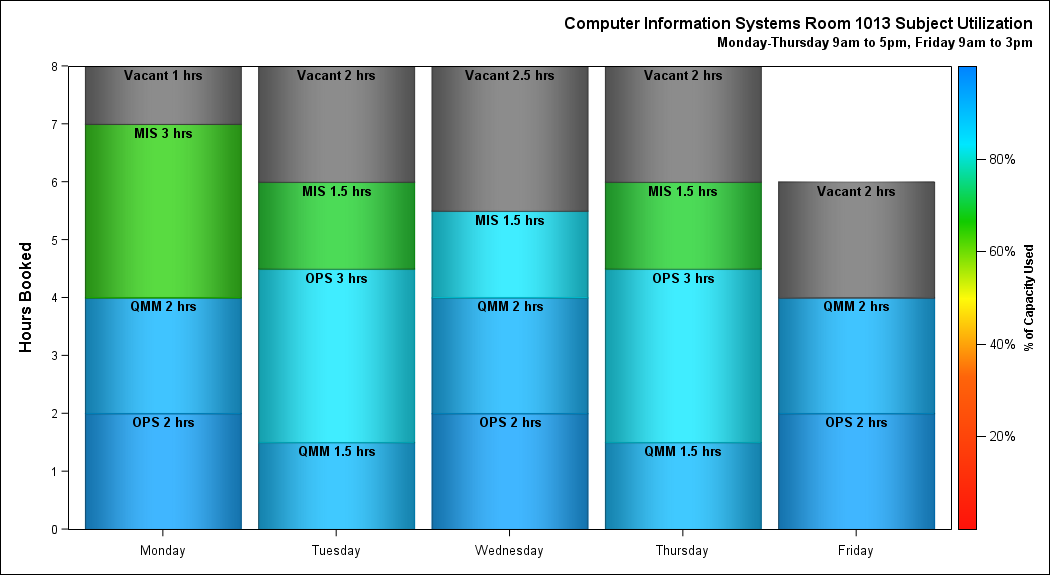 Computer Information Systems Room 1013 Subject Utilization
Monday-Thursday 9am to 5pm, Friday 9am to 3pm
Hours Booked
8
7
6
5
4
3
2
1
0
Vacant 1 hrs
MIS 3 hrs
QMM 2 hrs
OPS 2 hrs
Monday
Vacant 2 hrs
MIS 1.5 hrs
OPS 3 hrs
QMM 1.5 hrs
Tuesday
Vacant 2.5 hrs
MIS 1.5 hrs
QMM 2 hrs
OPS 2 hrs
Wednesday
Vacant 2 hrs
MIS 1.5 hrs
OPS 3 hrs
QMM 1.5 hrs
Thursday
Vacant 2 hrs
QMM 2 hrs
OPS 2 hrs
Friday
80%
60%
40%
20%
% of Capacity Used